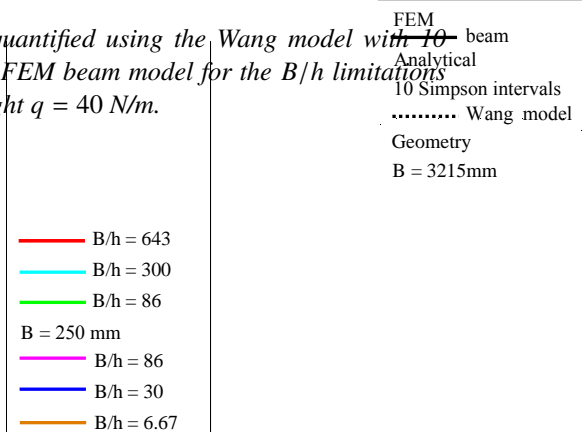 quantified using the Wang model with 10
FEM beam model for the B/h limitations
ht q = 40 N/m.
FEM
beam
Analytical
10 Simpson intervals
Wang model
Geometry
B = 3215mm
B/h = 643
B/h = 300
B/h = 86
B = 250 mm
B/h = 86
B/h = 30
B/h = 6.67